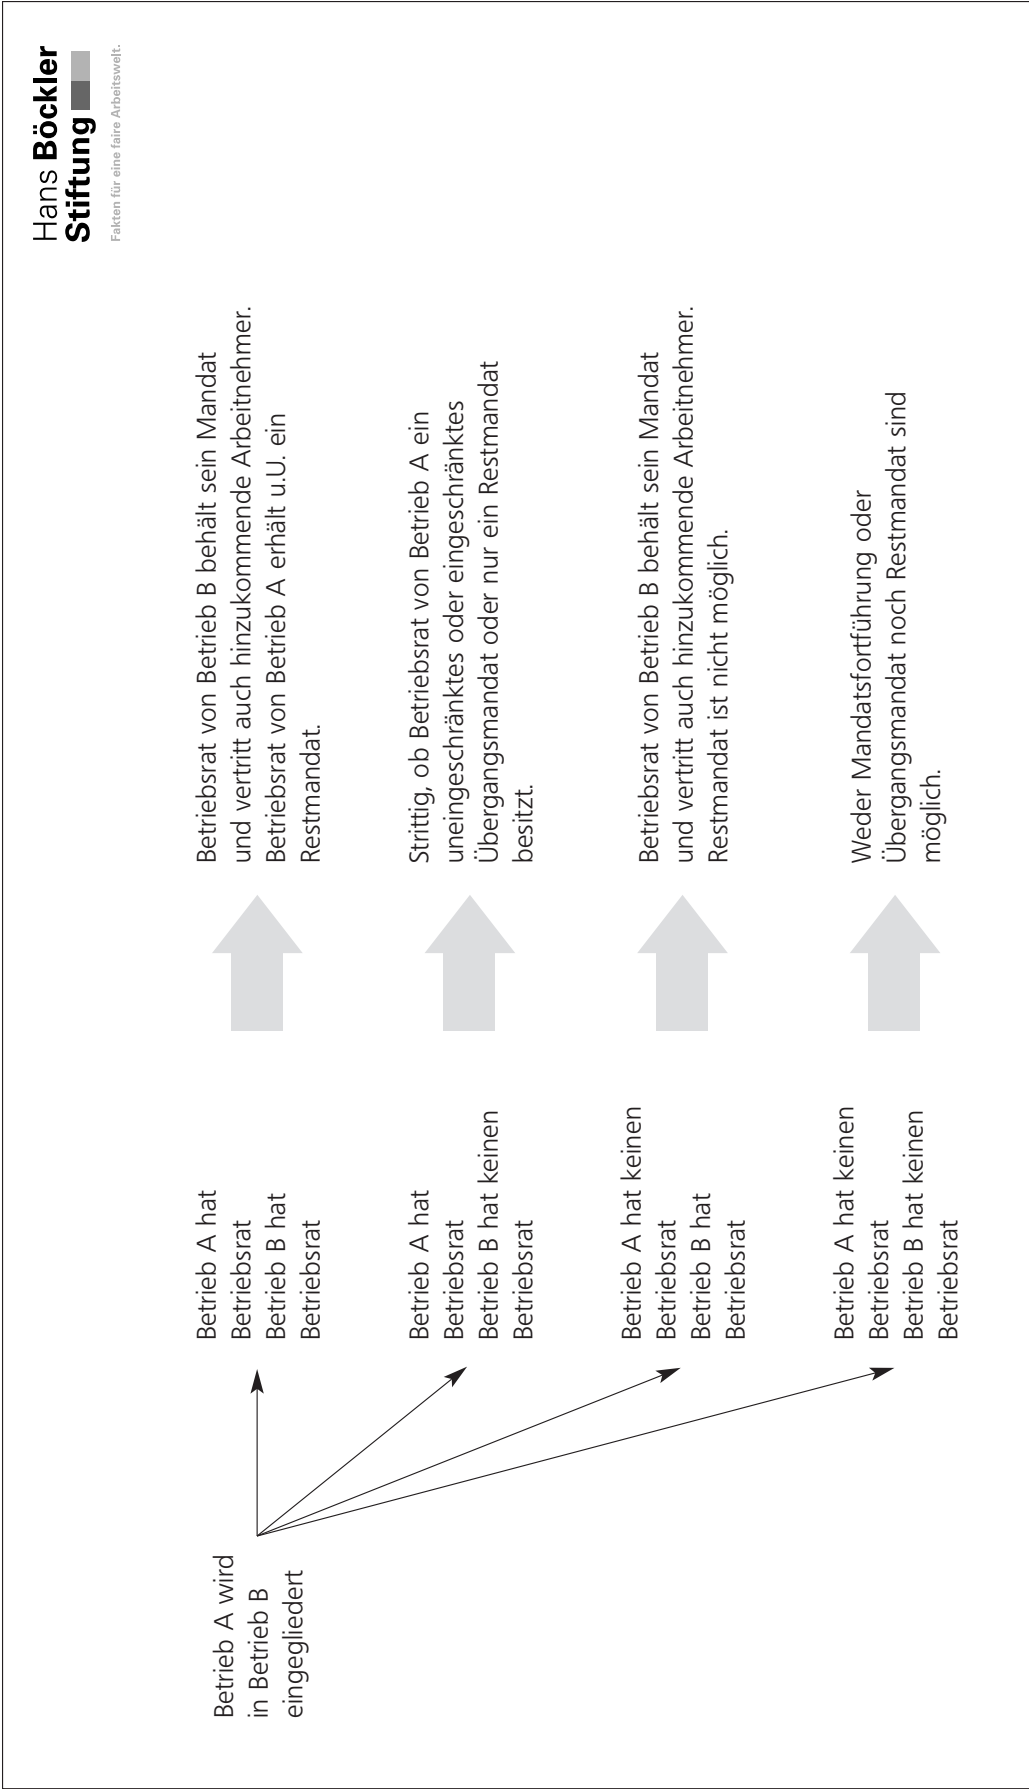 Hans Böckler
Stiftung
Fakten für eine faire Arbeitswelt.
Betrieb A wird
in Betrieb B
eingegliedert
Betrieb A hat
Betriebsrat
Betrieb B hat
Betriebsrat
Betriebsrat von Betrieb B behält sein Mandat
und vertritt auch hinzukommende Arbeitnehmer.
Betriebsrat von Betrieb A erhält u.U. ein
Restmandat.
Betrieb A hat
Betriebsrat
Betrieb B hat keinen
Betriebsrat
Strittig, ob Betriebsrat von Betrieb A ein
uneingeschränktes oder eingeschränktes
Übergangsmandat oder nur ein Restmandat
besitzt.
Betrieb A hat keinen
Betriebsrat
Betrieb B hat
Betriebsrat
Betriebsrat von Betrieb B behält sein Mandat
und vertritt auch hinzukommende Arbeitnehmer.
Restmandat ist nicht möglich.
Betrieb A hat keinen
Betriebsrat
Betrieb B hat keinen
Betriebsrat
Weder Mandatsfortführung oder
Übergangsmandat noch Restmandat sind
möglich.